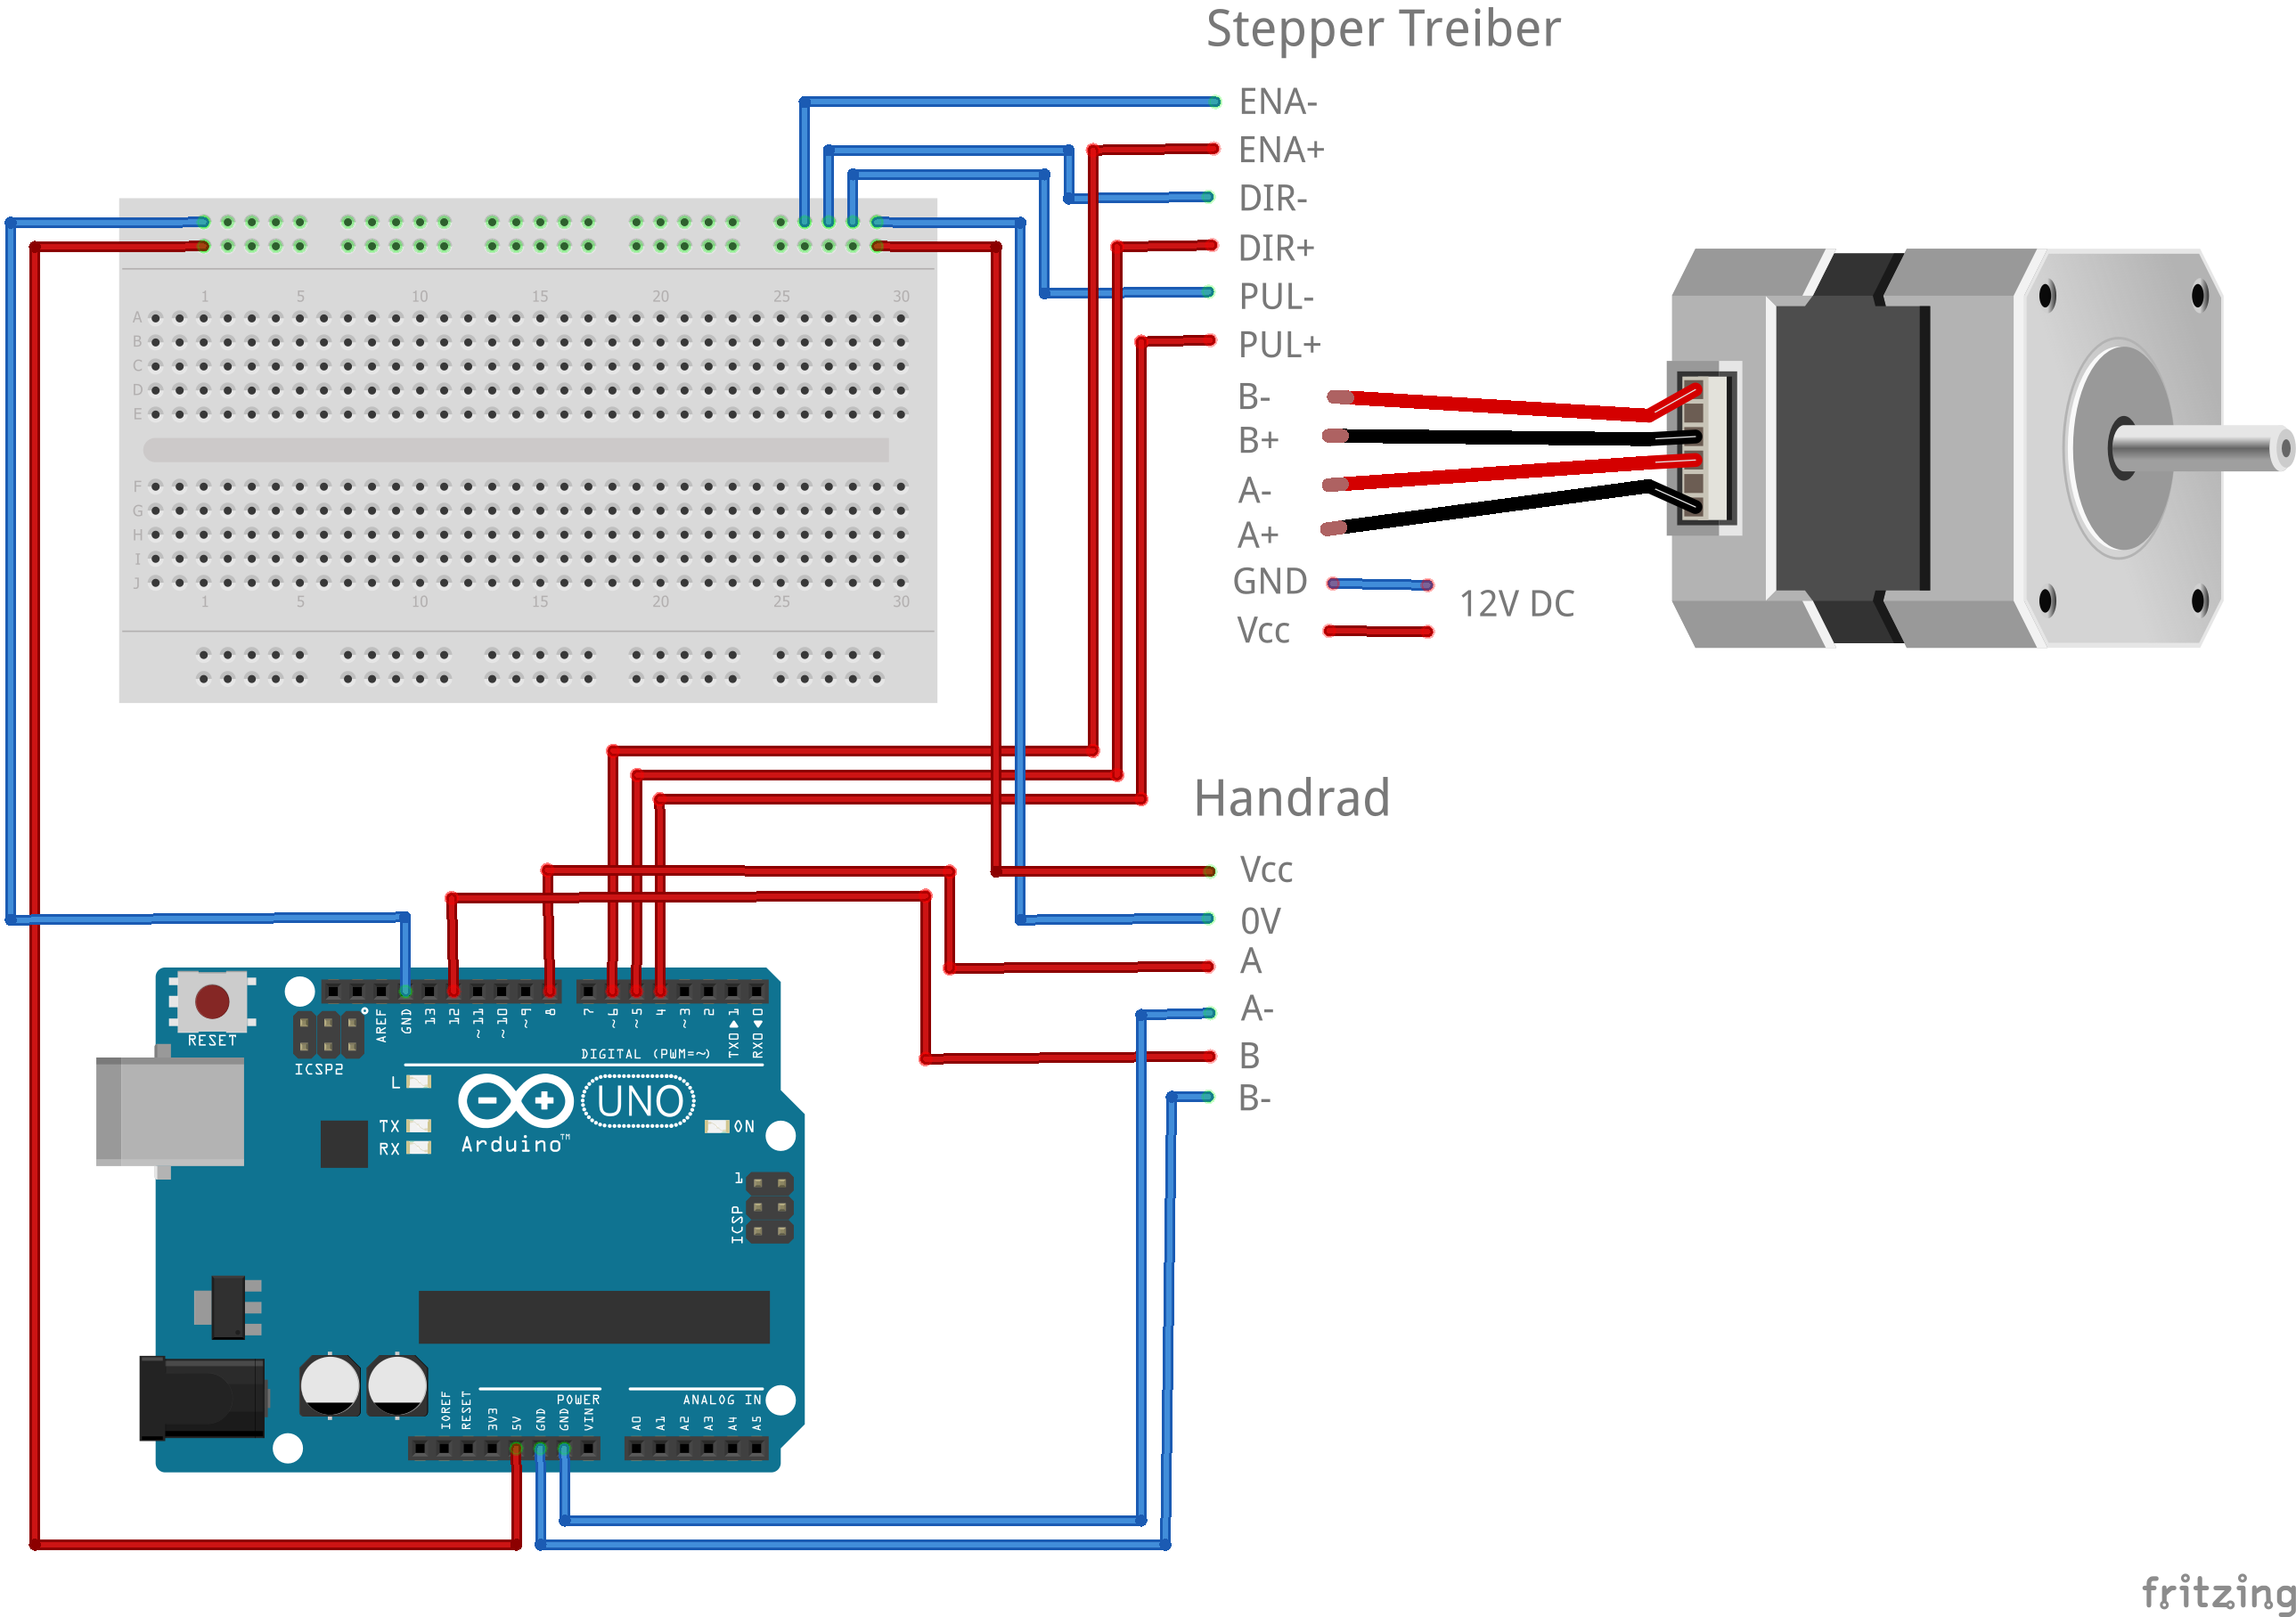 Stepper Treiber
ENA-
ENA+
DIR-
DIR+
PUL-
PUL+
B-
B+
A-
A+
GND
12V DC
Vcc
1 5 10 15 20 25 30
A
B
C
D
E
F
G
H
I
J
1 5 10 15 20 25 30
Handrad
Vcc
0V
A
A-
B
B-
RESET
ICSP2
AREF
GND
13
12
~11
~10
~9
8
7
~6
~5
4
~3
2
TX0▶1
RX0◀0
DIGITAL (PWM=~)
L
TX
RX
UNO
Arduino™
ON
1
ICSP
POWER
ANALOG IN
IOREF
RESET
3V3
5V
GND
GND
VIN
A0
A1
A2
A3
A4
A5
fritzing